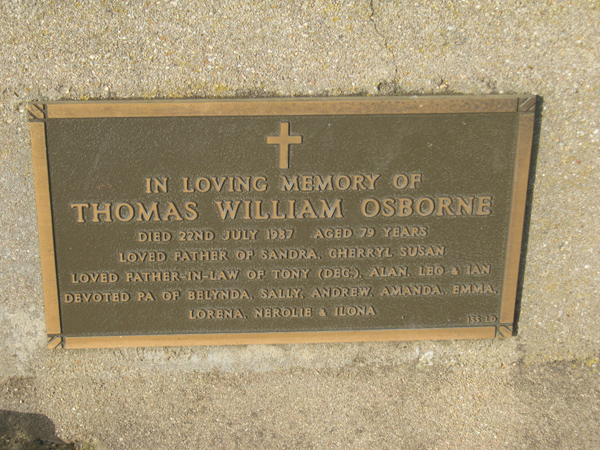 IN LOVING MEMORY OF
THOMAS WILLIAM OSBORNE
DIED 22ND JULY 1987 AGED 79 YEARS
LOVED FATHER OF SANDRA, CHERRYL SUSAN
LOVED FATHER-IN-LAW OF TONY (DEC.), ALAN, LEO & IAN
DEVOTED PA OF BELYNDA, SALLY, ANDREW, AMANDA, EMMA,
LORENA, NEROLIE & ILONA